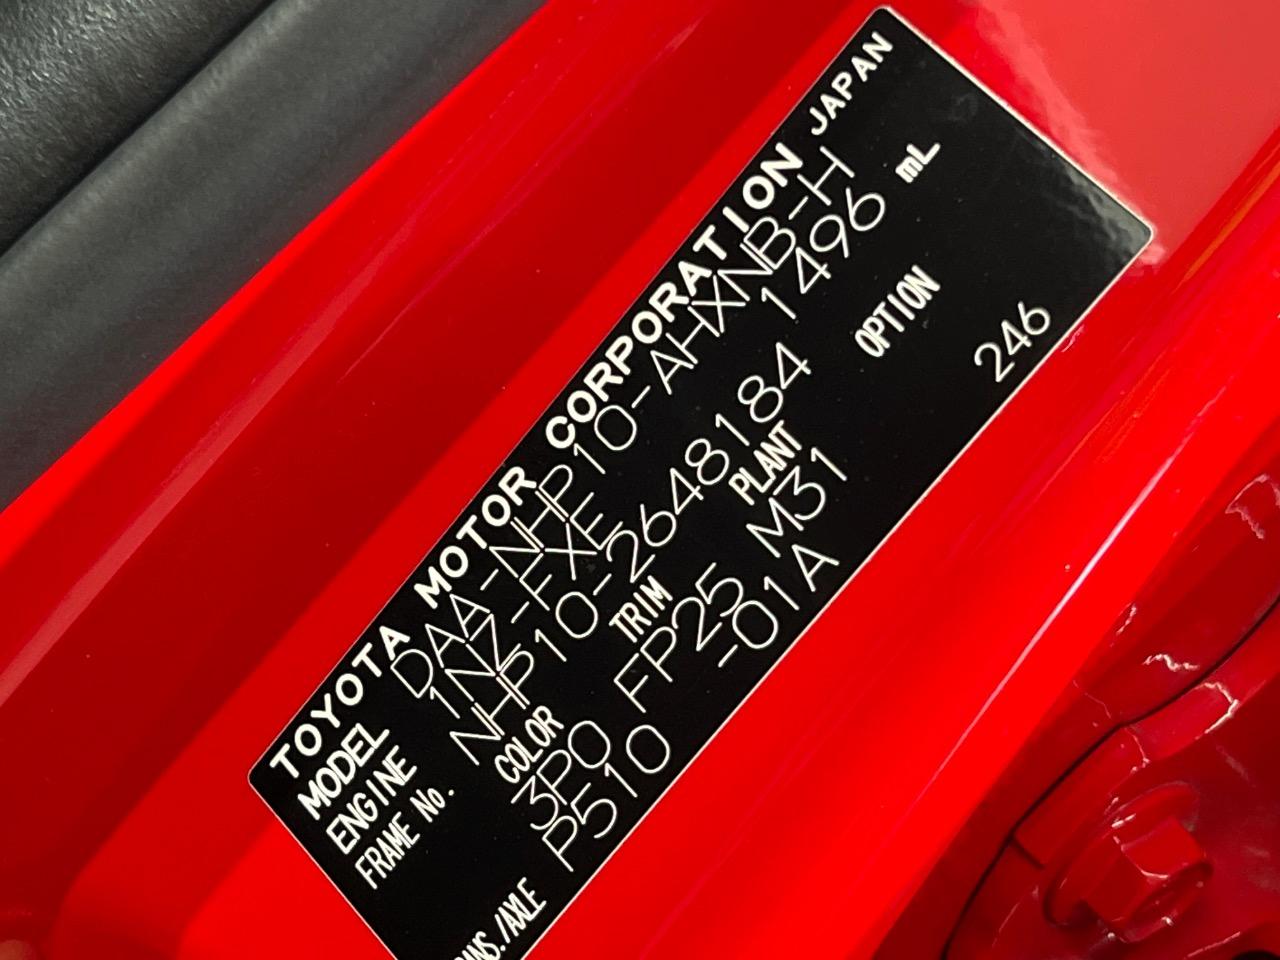 TOYOTA MOTOR CORPORATION JAPAN
MODEL DAA-NHP10-AHXNB-H
ENGINE 1NZ-FXE 1496 mL
FRAME No. NHP10-2648184
COLOR TRIM PLANT OPTION
3P0 FP25 M31 246
P510 -01A